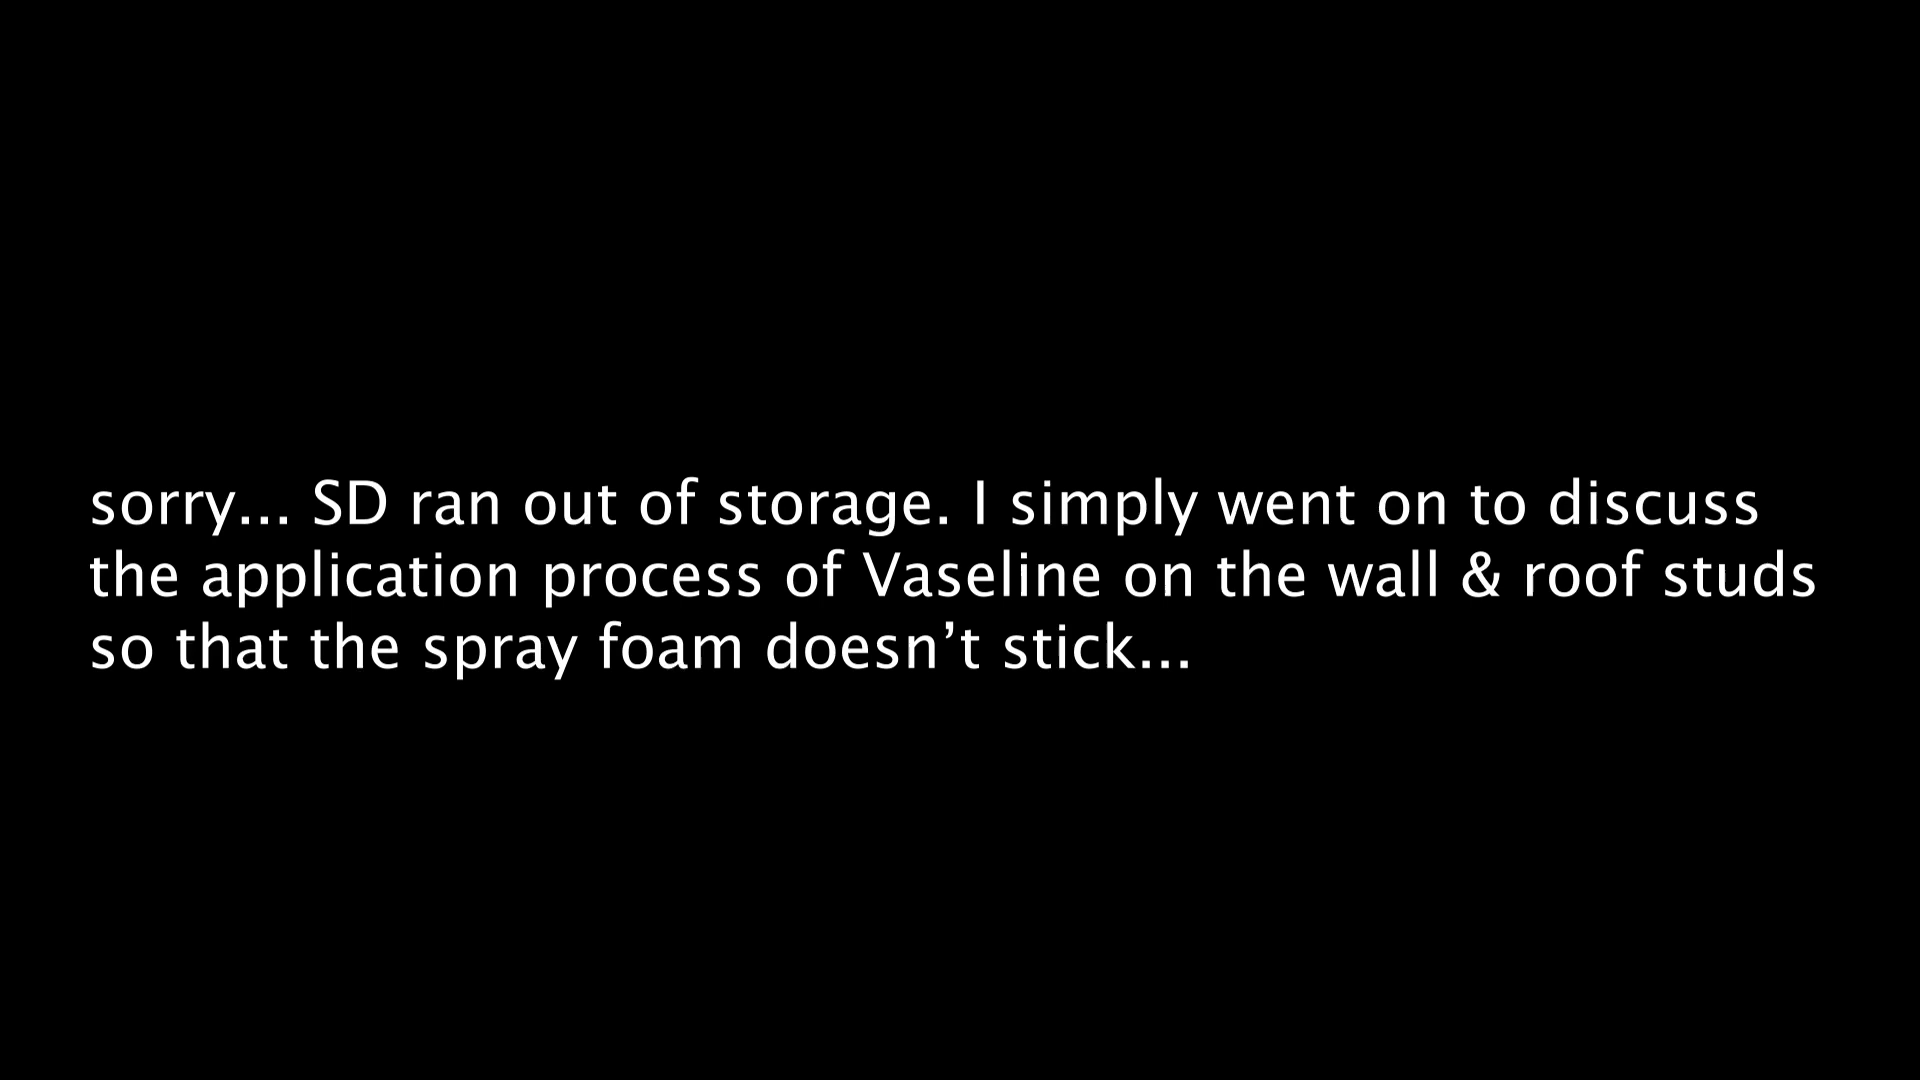 sorry... SD ran out of storage. I simply went on to discuss
the application process of Vaseline on the wall & roof studs
so that the spray foam doesn’t stick...